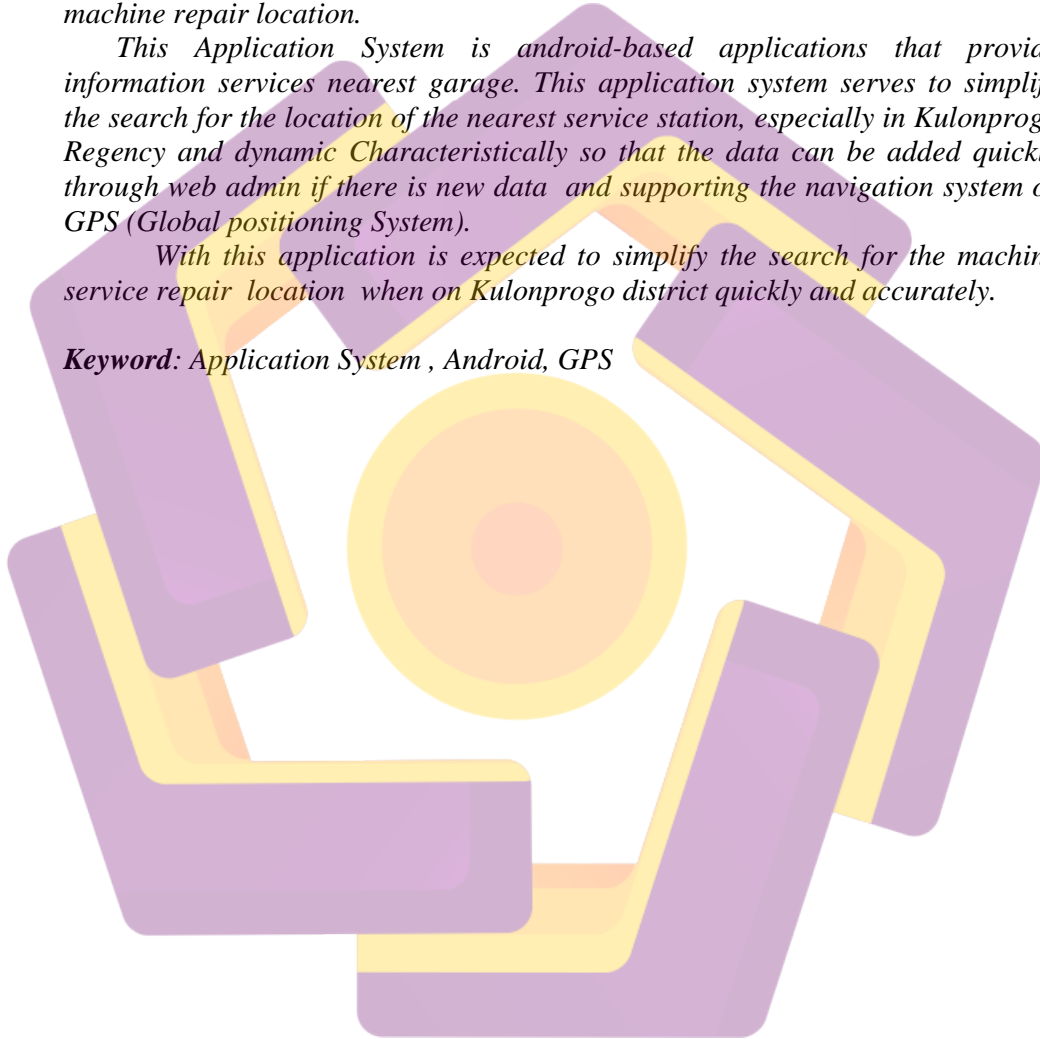 machine repair location.
This Application System is android-based applications that provid
information services nearest garage. This application system serves to simplif
the search for the location of the nearest service station, especially in Kulonprog
Regency and dynamic Characteristically so that the data can be added quickl
through web admin if there is new data and supporting the navigation system o
GPS (Global positioning System).
With this application is expected to simplify the search for the machin
service repair location when on Kulonprogo district quickly and accurately.
Keyword: Application System , Android, GPS